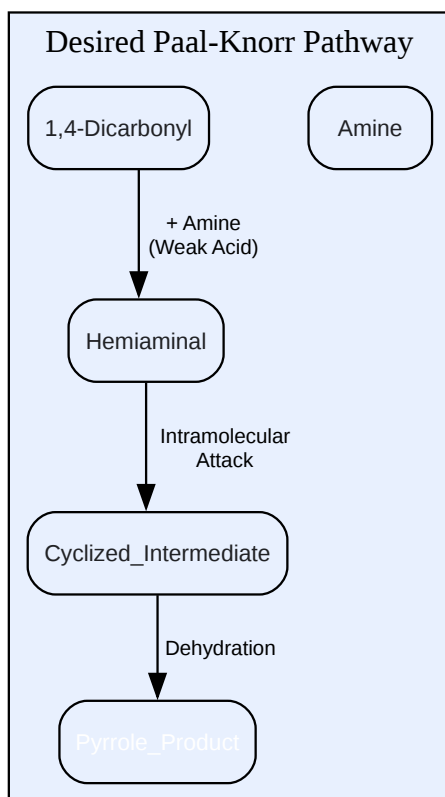 Desired Paal-Knorr Pathway
1,4-Dicarbonyl
Amine
+ Amine
(Weak Acid)
Hemiaminal
Intramolecular
Attack
Cyclized_Intermediate
Dehydration
Pyrrole_Product